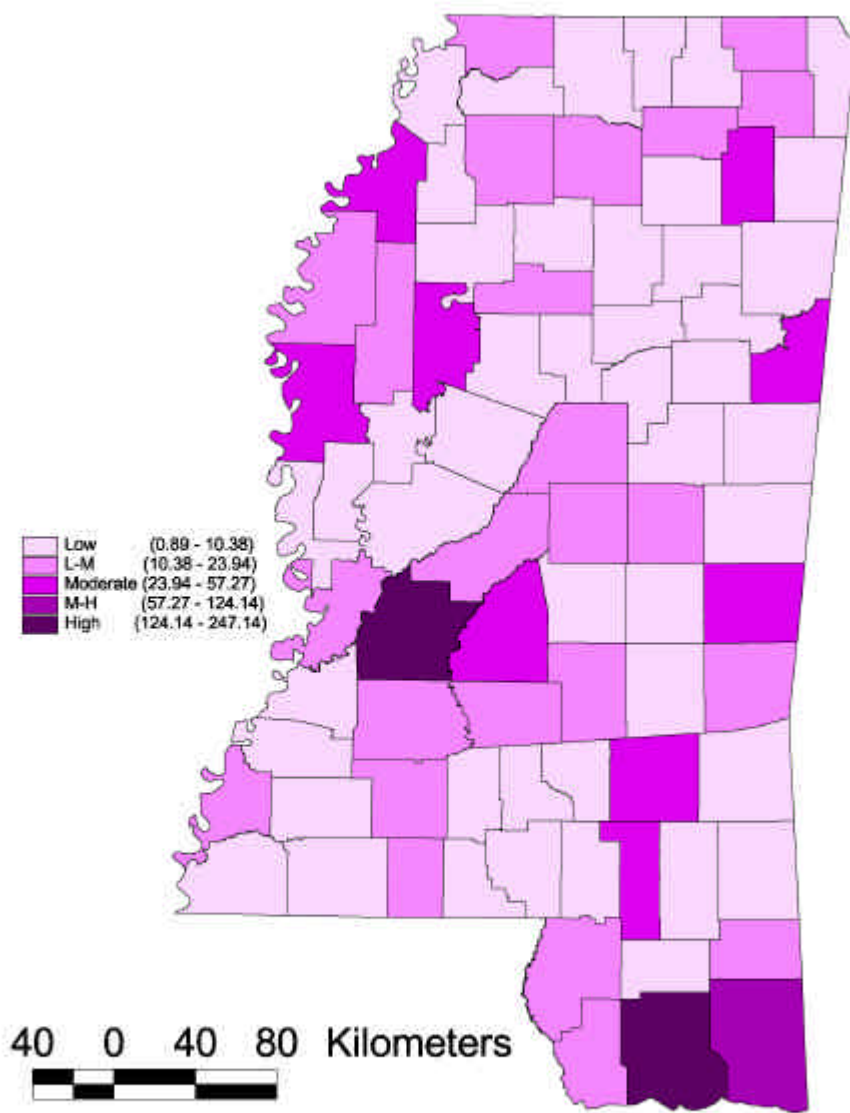 Low (0.89 - 10.38)
L-M (10.38 - 23.94)
Moderate (23.94 - 57.27)
M-H (57.27 - 124.14)
High (124.14 - 247.14)
40 0 40 80 Kilometers